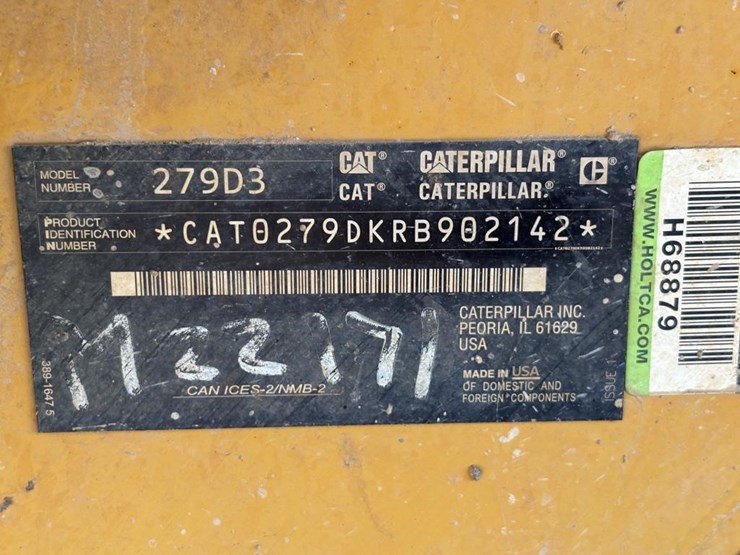 MODEL
NUMBER
279D3
CAT® CATERPILLAR® C
CAT® CATERPILLAR.®
PRODUCT
IDENTIFICATION
NUMBER
*CAT0279DKRB902142*
CATERPILLAR INC.
PEORIA, IL 61629
USA
M22171
CAN ICES-2/NMB-2
MADE IN USA
OF DOMESTIC AND
FOREIGN COMPONENTS
389-1647 5
ISSUE
WWW.HOLTCA.COM
H68879